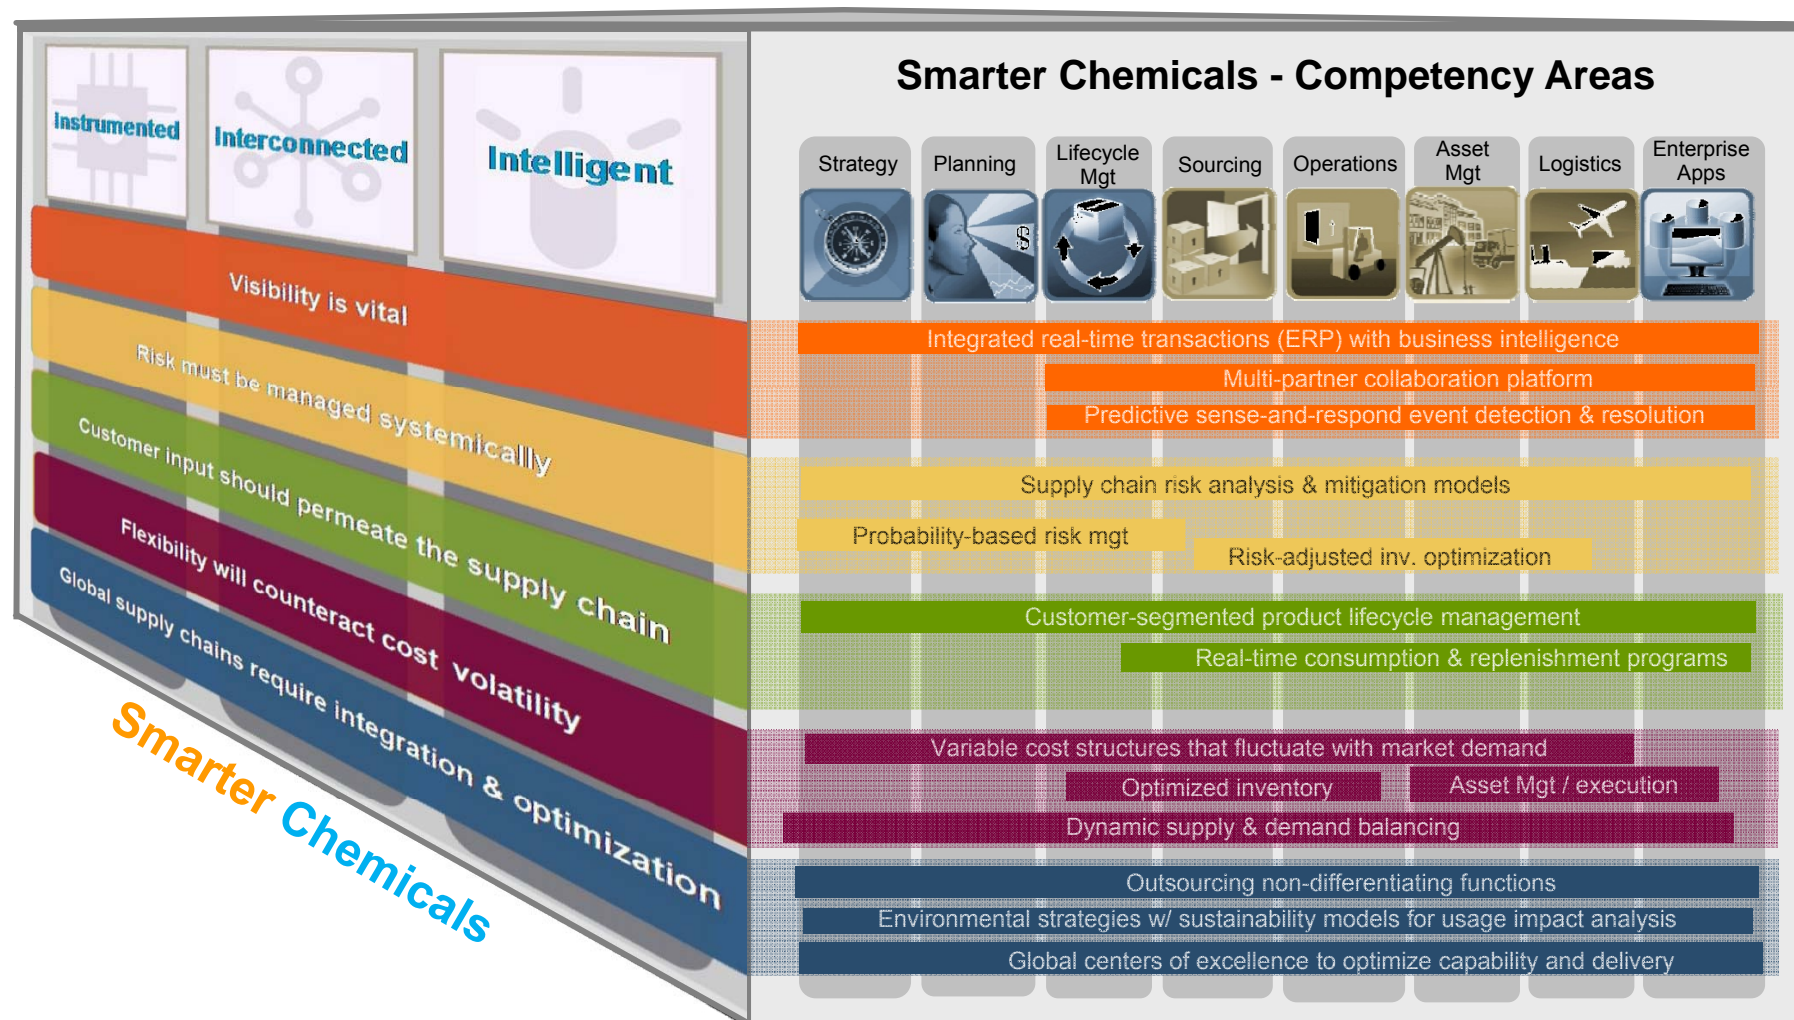 Instrumented
Interconnected
Intelligent
Visibility is vital
Risk must be managed systemically
Customer input should permeate the supply chain
Flexibility will counteract cost volatility
Global supply chains require integration & optimization
Smarter Chemicals
Smarter Chemicals - Competency Areas
Strategy
Planning
Lifecycle
Mgt
Sourcing
Operations
Asset
Mgt
Logistics
Enterprise
Apps
$
Integrated real-time transactions (ERP) with business intelligence
Multi-partner collaboration platform
Predictive sense-and-respond event detection & resolution
Supply chain risk analysis & mitigation models
Probability-based risk mgt
Risk-adjusted inv. optimization
Customer-segmented product lifecycle management
Real-time consumption & replenishment programs
Variable cost structures that fluctuate with market demand
Optimized inventory
Asset Mgt / execution
Dynamic supply & demand balancing
Outsourcing non-differentiating functions
Environmental strategies w/ sustainability models for usage impact analysis
Global centers of excellence to optimize capability and delivery